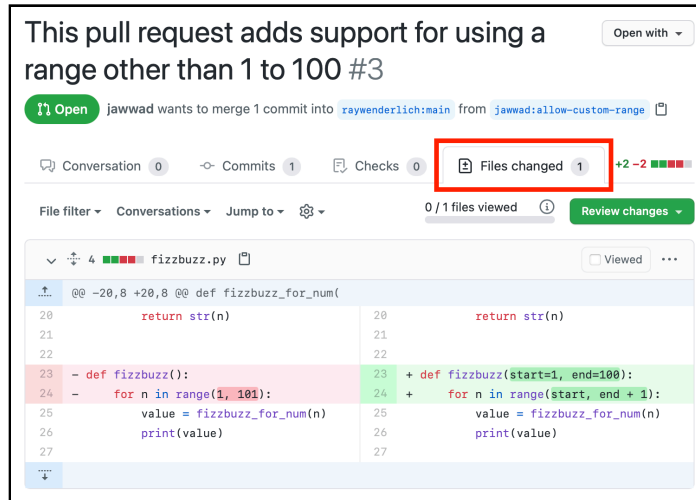 This pull request adds support for using a
range other than 1 to 100 #3
Open with
Open jawwad wants to merge 1 commit into raywenderlich:main from jawwad:allow-custom-range
Conversation 0 Commits 1 Checks 0 Files changed 1 +2 −2
File filter Conversations Jump to 0 / 1 files viewed Review changes
4 fizzbuzz.py Viewed
@@ -20,8 +20,8 @@ def fizzbuzz_for_num(
20 return str(n) 20 return str(n)
21 21
22 22
23 - def fizzbuzz(): 23 + def fizzbuzz(start=1, end=100):
24 - for n in range(1, 101): 24 + for n in range(start, end + 1):
25 value = fizzbuzz_for_num(n) 25 value = fizzbuzz_for_num(n)
26 print(value) 26 print(value)
27 27